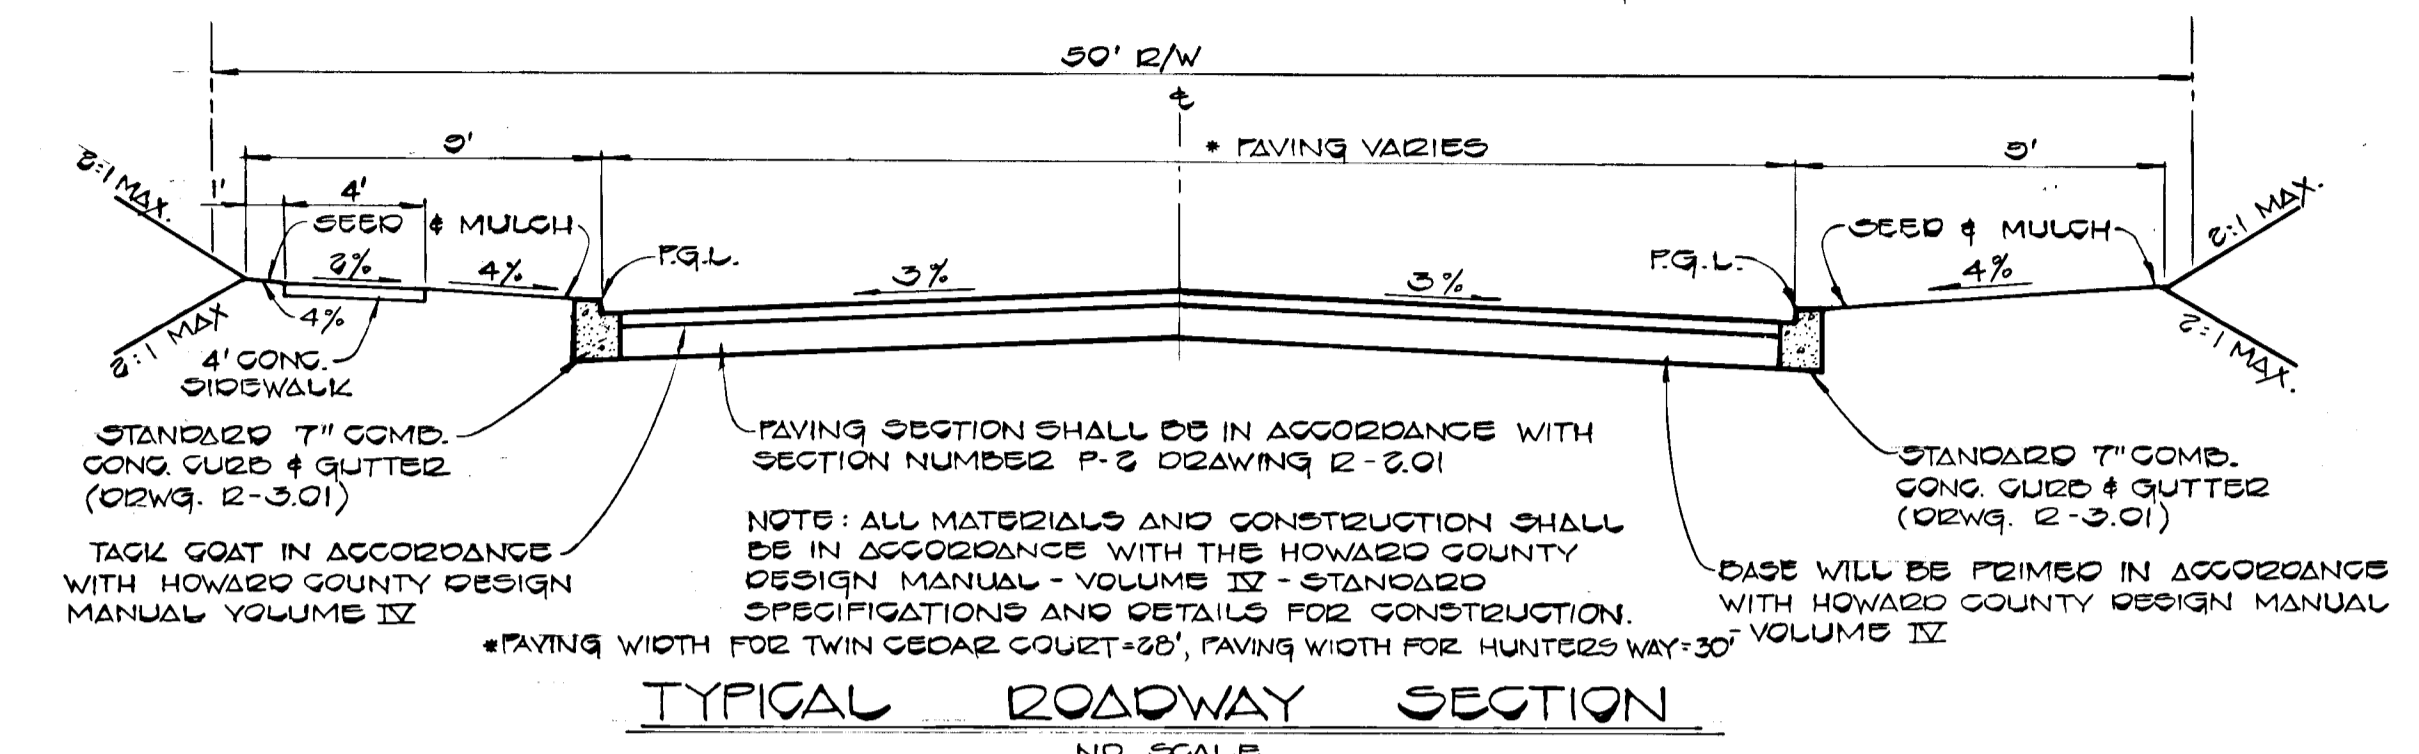 50' R/W
℄
9'
* PAVING VARIES
9'
2:1 MAX.
1'
4'
SEED & MULCH
P.G.L.
2%
4%
3%
3%
P.G.L.
SEED & MULCH
4%
2:1 MAX.
2:1 MAX
4%
4' CONC.
SIDEWALK
2:1 MAX.
STANDARD 7" COMB.
CONC. CURB & GUTTER
(DRWG. R-3.01)
PAVING SECTION SHALL BE IN ACCORDANCE WITH
SECTION NUMBER P-2 DRAWING R-2.01
STANDARD 7" COMB.
CONC. CURB & GUTTER
(DRWG. R-3.01)
TACK COAT IN ACCORDANCE
WITH HOWARD COUNTY DESIGN
MANUAL VOLUME IV
NOTE: ALL MATERIALS AND CONSTRUCTION SHALL
BE IN ACCORDANCE WITH THE HOWARD COUNTY
DESIGN MANUAL - VOLUME IV - STANDARD
SPECIFICATIONS AND DETAILS FOR CONSTRUCTION.
BASE WILL BE PRIMED IN ACCORDANCE
WITH HOWARD COUNTY DESIGN MANUAL
- VOLUME IV
*PAVING WIDTH FOR TWIN CEDAR COURT=28', PAVING WIDTH FOR HUNTERS WAY=30'
TYPICAL ROADWAY SECTION
NO SCALE